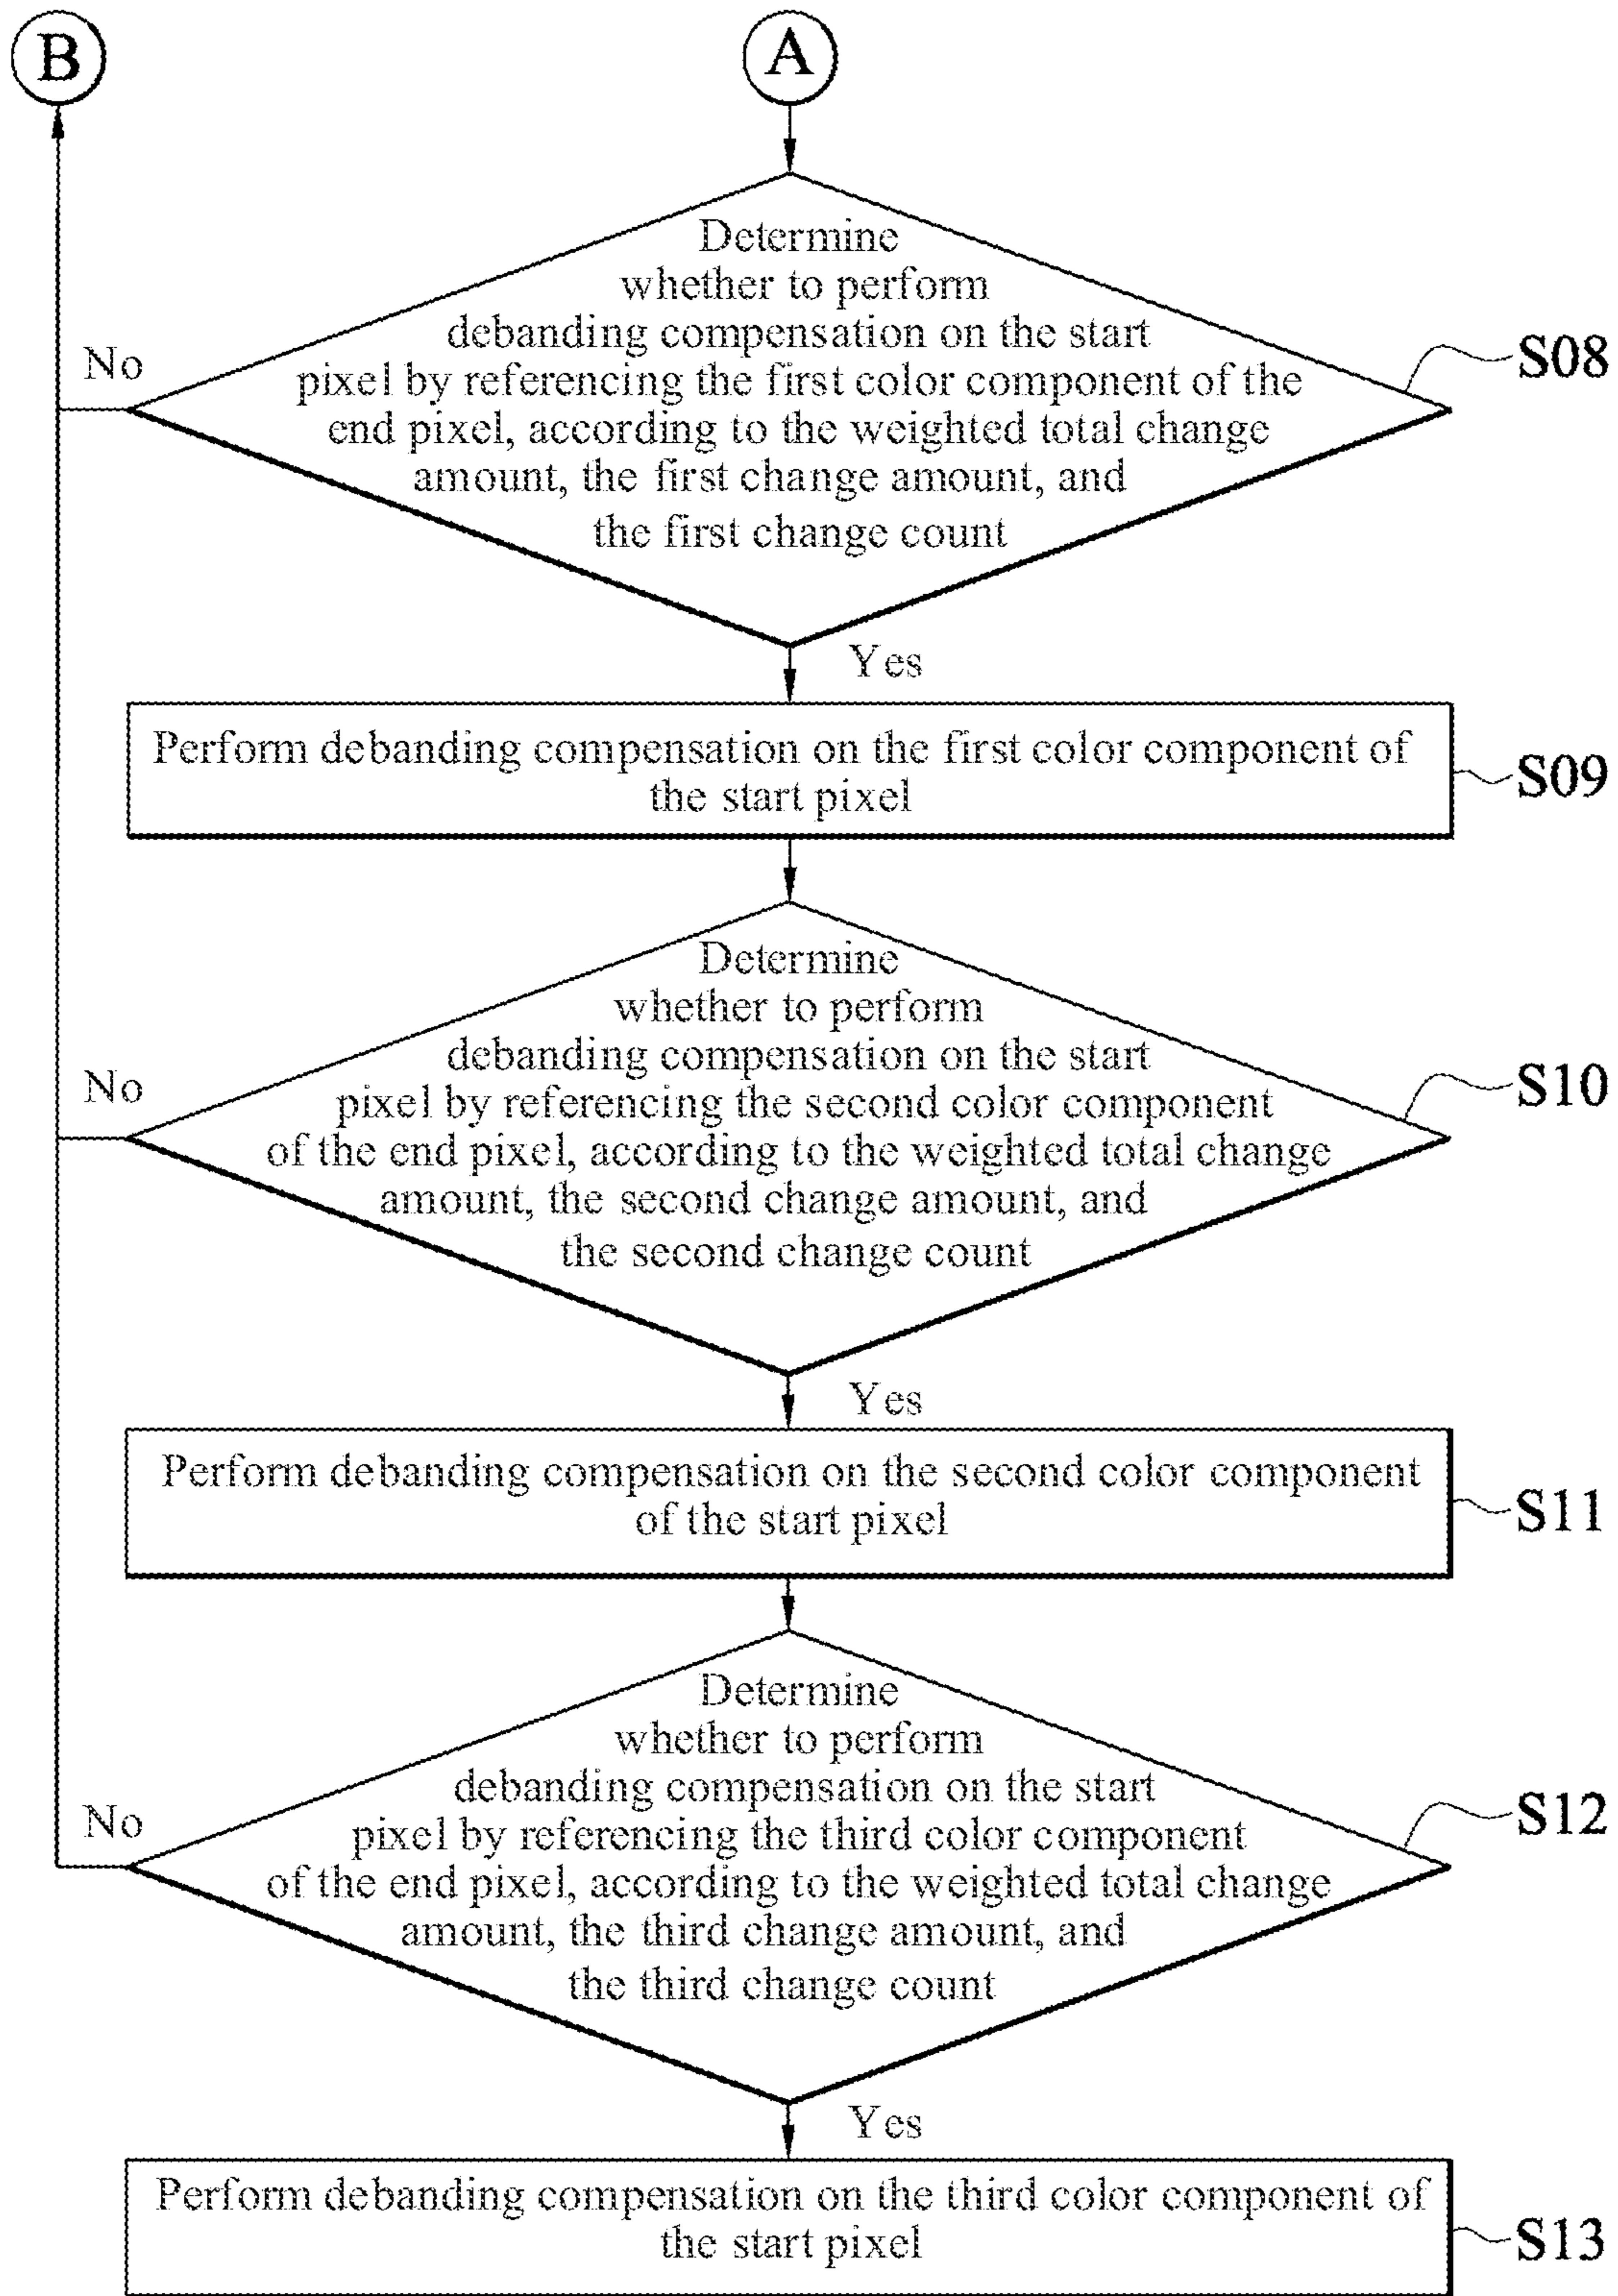 B
A
Determine
whether to perform
debanding compensation on the start
pixel by referencing the first color component of the
end pixel, according to the weighted total change
amount, the first change amount, and
the first change count
No
S08
Yes
Perform debanding compensation on the first color component of
the start pixel
S09
Determine
whether to perform
debanding compensation on the start
pixel by referencing the second color component
of the end pixel, according to the weighted total change
amount, the second change amount, and
the second change count
No
S10
Yes
Perform debanding compensation on the second color component
of the start pixel
S11
Determine
whether to perform
debanding compensation on the start
pixel by referencing the third color component
of the end pixel, according to the weighted total change
amount, the third change amount, and
the third change count
No
S12
Yes
Perform debanding compensation on the third color component of
the start pixel
S13